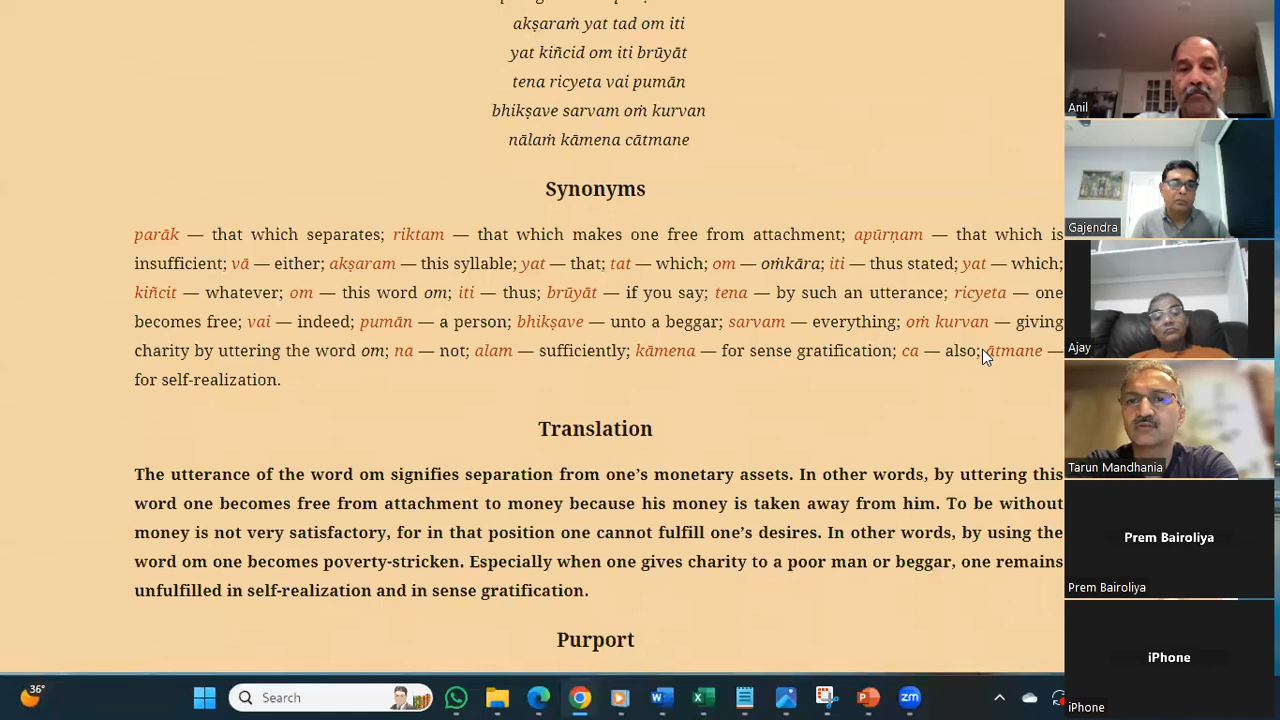 akṣaraṁ yat tad om iti
yat kiñcid om iti brūyāt
tena ricyeta vai pumān
bhikṣave sarvam oṁ kurvan
nālaṁ kāmena cātmane
Synonyms
parāk — that which separates; riktam — that which makes one free from attachment; apūrṇam — that which is
insufficient; vā — either; akṣaram — this syllable; yat — that; tat — which; om — oṁkāra; iti — thus stated; yat — which;
kiñcit — whatever; om — this word om; iti — thus; brūyāt — if you say; tena — by such an utterance; ricyeta — one
becomes free; vai — indeed; pumān — a person; bhikṣave — unto a beggar; sarvam — everything; oṁ kurvan — giving
charity by uttering the word om; na — not; alam — sufficiently; kāmena — for sense gratification; ca — also; ātmane —
for self-realization.
Translation
The utterance of the word om signifies separation from one’s monetary assets. In other words, by uttering this
word one becomes free from attachment to money because his money is taken away from him. To be without
money is not very satisfactory, for in that position one cannot fulfill one’s desires. In other words, by using the
word om one becomes poverty-stricken. Especially when one gives charity to a poor man or beggar, one remains
unfulfilled in self-realization and in sense gratification.
Purport
Anil
Gajendra
Ajay
Tarun Mandhania
Prem Bairoliya
Prem Bairoliya
iPhone
iPhone
36°
Search
zm